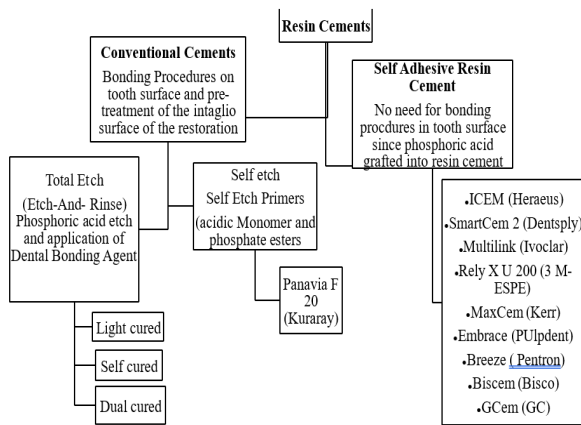 Resin Cements
Conventional Cements
Bonding Procedures on
tooth surface and pre-
treatment of the intaglio
surface of the restoration
Self Adhesive Resin
Cement
No need for bonding
procdures in tooth surface
since phosphoric acid
grafted into resin cement
Total Etch
(Etch-And- Rinse)
Phosphoric acid etch
and application of
Dental Bonding Agent
Self etch
Self Etch Primers
(acidic Monomer and
phosphate esters
Panavia F
20
(Kuraray)
Light cured
Self cured
Dual cured
•ICEM (Heraeus)
•SmartCem 2 (Dentsply)
•Multilink (Ivoclar)
•Rely X U 200 (3 M-
ESPE)
•MaxCem (Kerr)
•Embrace (PUlpdent)
•Breeze ( Pentron)
•Biscem (Bisco)
•GCem (GC)